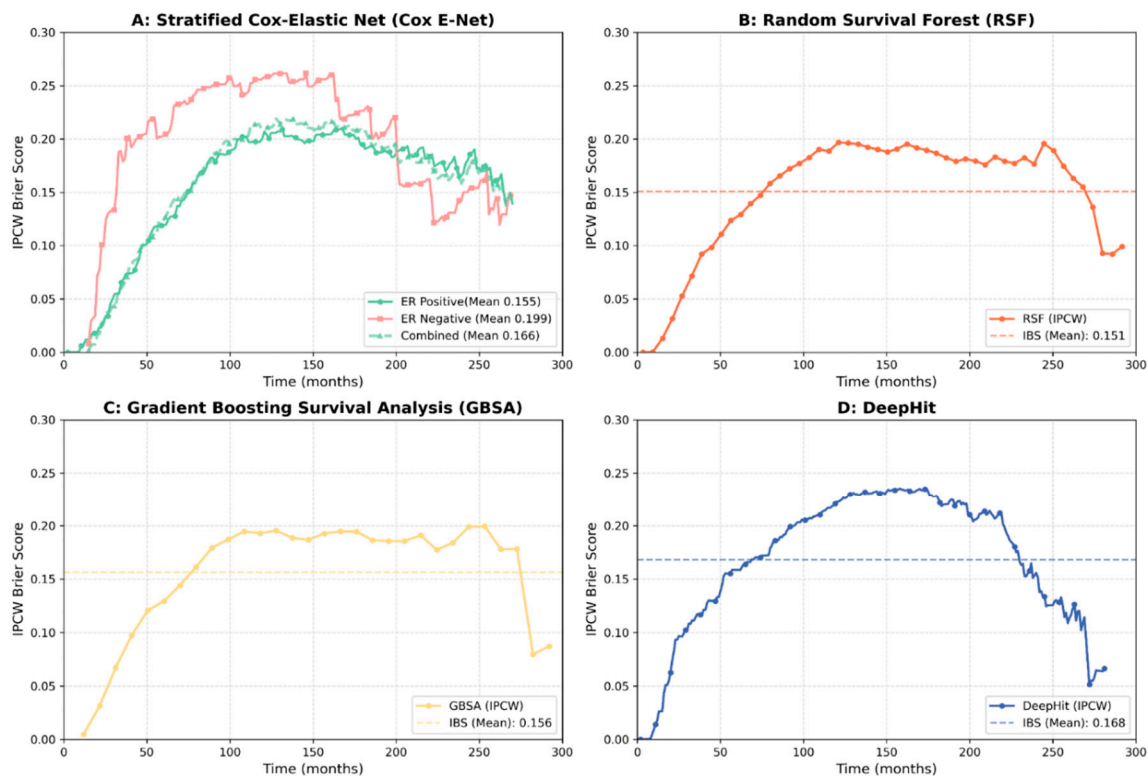 A: Stratified Cox-Elastic Net (Cox E-Net)
IPCW Brier Score
0.30
0.25
0.20
0.15
0.10
0.05
0.00
ER Positive(Mean 0.155)
ER Negative (Mean 0.199)
Combined (Mean 0.166)
0 50 100 150 200 250 300
Time (months)
B: Random Survival Forest (RSF)
IPCW Brier Score
0.30
0.25
0.20
0.15
0.10
0.05
0.00
RSF (IPCW)
IBS (Mean): 0.151
0 50 100 150 200 250 300
Time (months)
C: Gradient Boosting Survival Analysis (GBSA)
IPCW Brier Score
0.30
0.25
0.20
0.15
0.10
0.05
0.00
GBSA (IPCW)
IBS (Mean): 0.156
0 50 100 150 200 250 300
Time (months)
D: DeepHit
IPCW Brier Score
0.30
0.25
0.20
0.15
0.10
0.05
0.00
DeepHit (IPCW)
IBS (Mean): 0.168
0 50 100 150 200 250 300
Time (months)